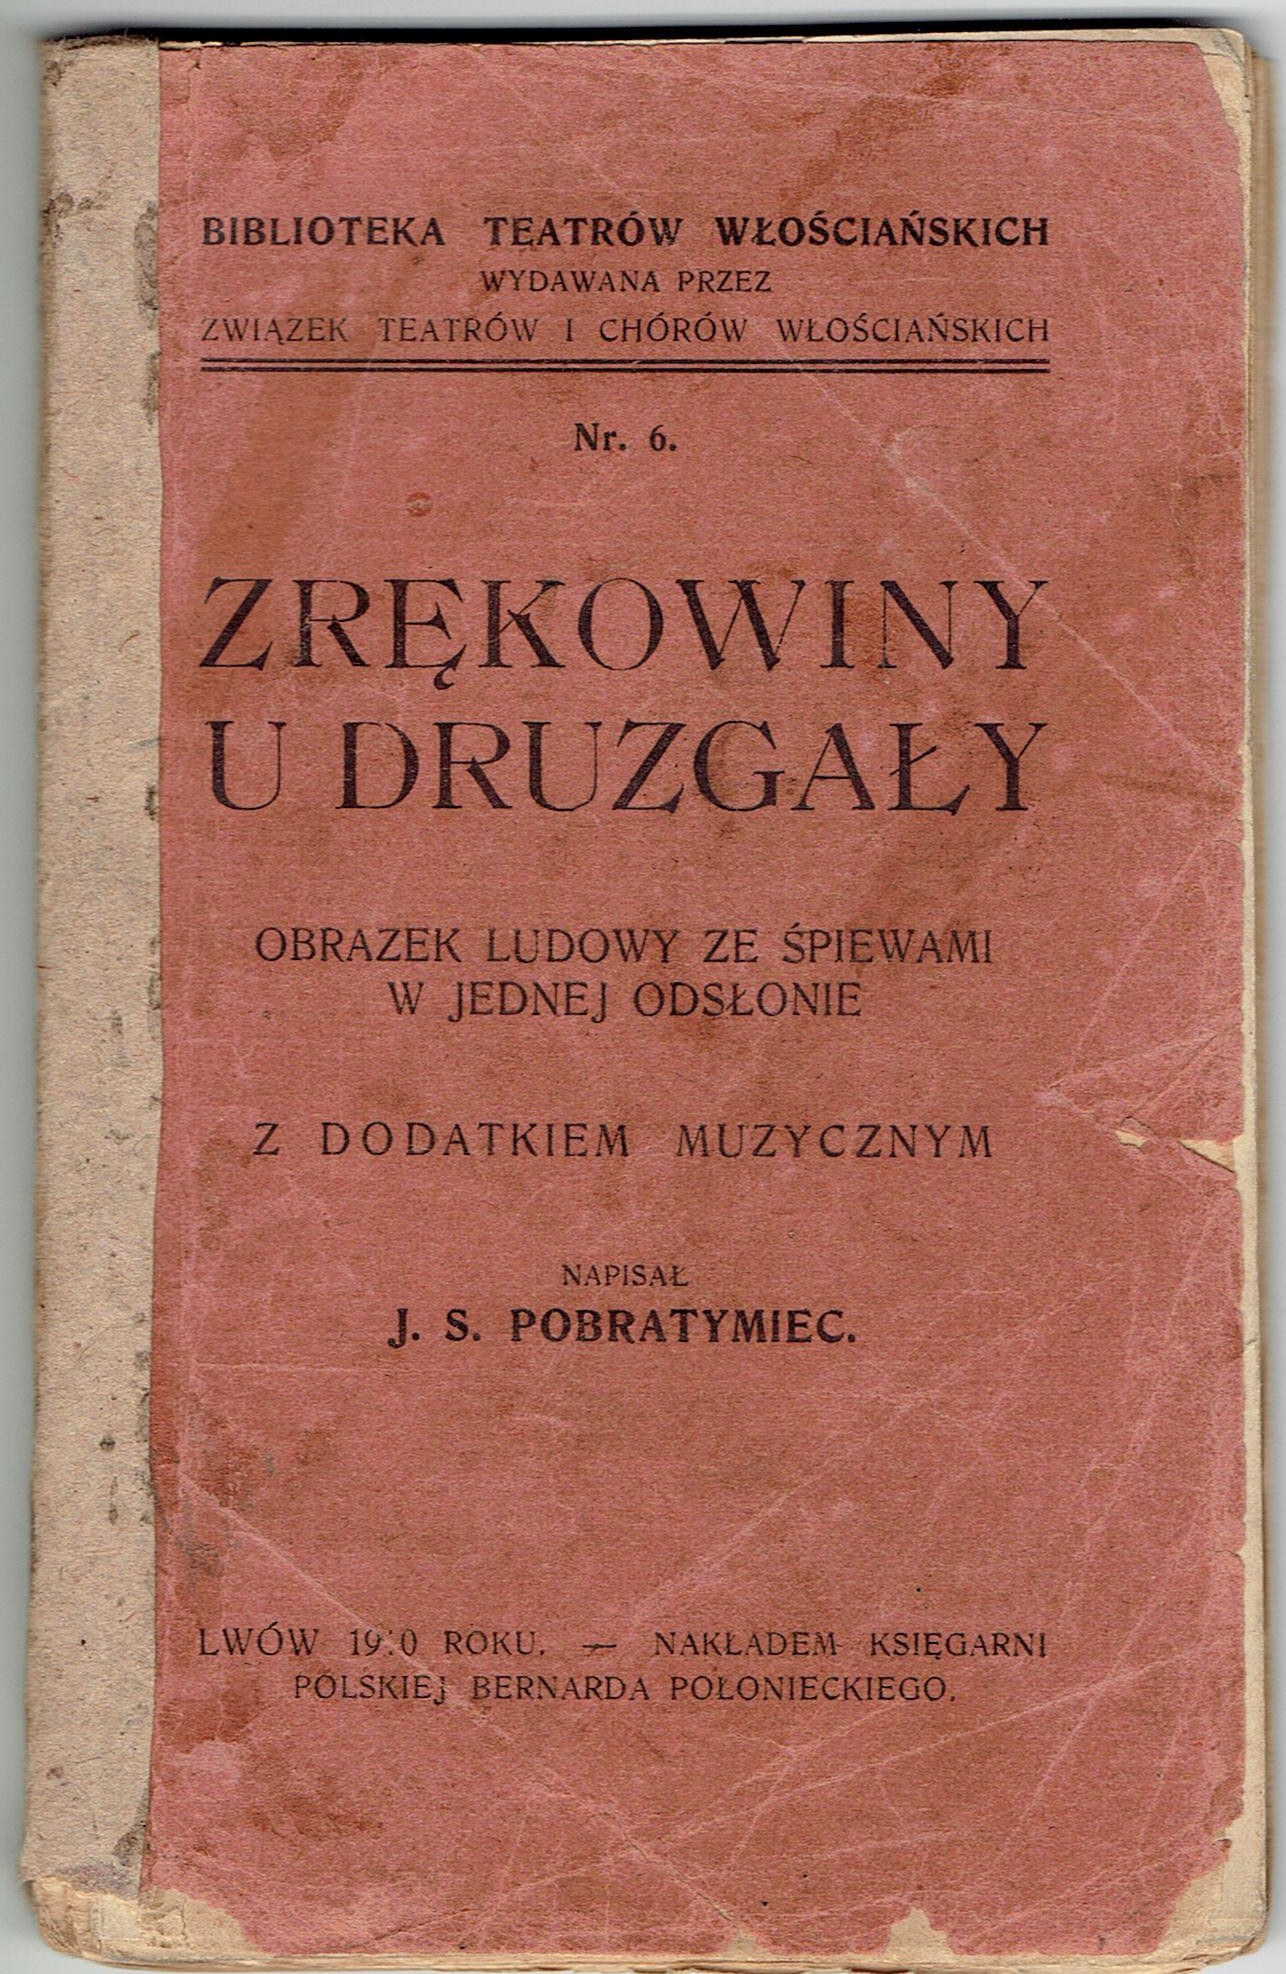 BIBLIOTEKA TEATRÓW WŁOŚCIAŃSKICH
WYDAWANA PRZEZ
ZWIĄZEK TEATRÓW I CHÓRÓW WŁOŚCIAŃSKICH
Nr. 6.
ZRĘKOWINY
U DRUZGAŁY
OBRAZEK LUDOWY ZE ŚPIEWAMI
W JEDNEJ ODSŁONIE
Z DODATKIEM MUZYCZNYM
NAPISAŁ
J. S. POBRATYMIEC.
LWÓW ROKU. — NAKŁADEM KSIĘGARNI
POLSKIEJ BERNARDA POŁONIECKIEGO.